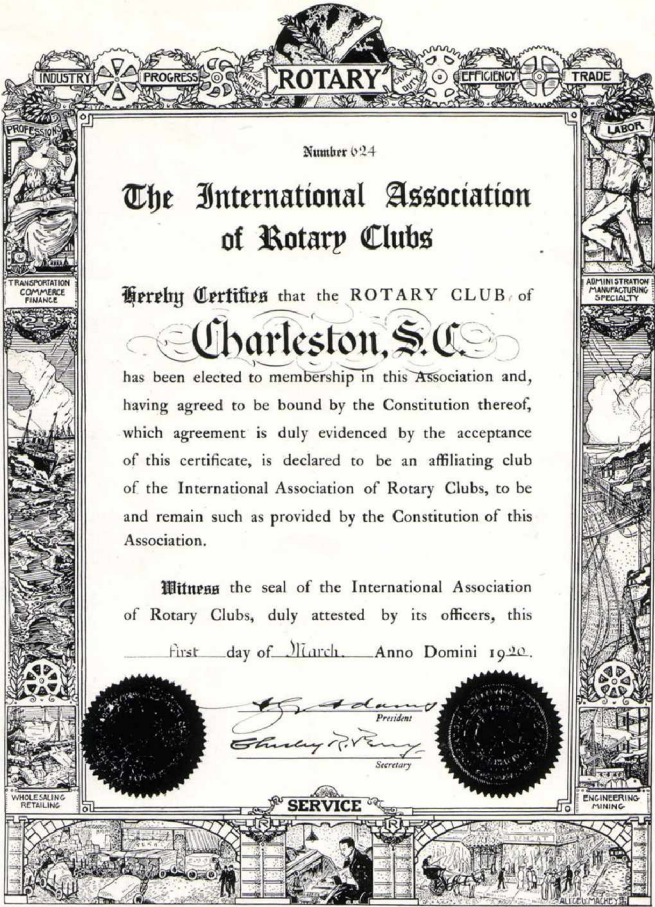 INDUSTRY PROGRESS FRATERNITY ROTARY CIVIC DUTY EFFICIENCY TRADE
PROFESSIONS
LABOR
Number 624
The International Association
of Rotary Clubs
Hereby Certifies that the ROTARY CLUB of
Charleston, S.C.
has been elected to membership in this Association and,
having agreed to be bound by the Constitution thereof,
which agreement is duly evidenced by the acceptance
of this certificate, is declared to be an affiliating club
of the International Association of Rotary Clubs, to be
and remain such as provided by the Constitution of this
Association.
Witness the seal of the International Association
of Rotary Clubs, duly attested by its officers, this
First day of March. Anno Domini 1920.
Adams
President
Chesley R. Perry,
Secretary
TRANSPORTATION
COMMERCE
FINANCE
ADMINISTRATION
MANUFACTURING
SPECIALTY
WHOLESALING
RETAILING
ENGINEERING
MINING
R SERVICE R